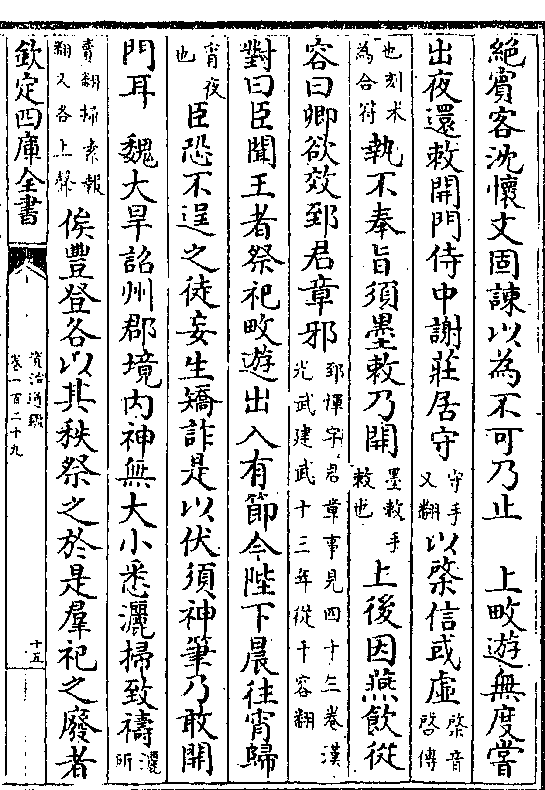 絶賓客沈懷文固諫以為不可乃止　上畋遊無度嘗
出夜還敕開門侍中謝莊居守守手又翻以棨信或虛棨音啓傳
也刻木為合符執不奉旨須墨敕乃開墨敕手敕也上後因燕飲從
容曰卿欲效郅君章邪郅惲字君章事見四十三卷漢光武建武十三年從千容翻
對曰臣聞王者祭祀畋遊出入有節今陛下晨往宵歸
宵夜也臣恐不逞之徒妄生矯詐是以伏須神筆乃敢開
門耳　魏大旱詔州郡境内神無大小悉灑掃致禱灑所
賣翻掃素報翻又各上聲俟豐登各以其秩祭之於是羣祀之廢者
欽定四庫全書
資治通鑑
卷一百二十九
十五